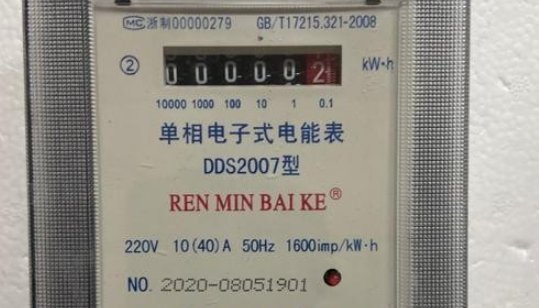 MC 浙制00000279 GB/T17215.321-2008
② 000002 kW·h
10000 1000 100 10 1 0.1
单相电子式电能表
DDS2007型
REN MIN BAI KE®
220V 10(40)A 50Hz 1600imp/kW·h
NO. 2020-08051901